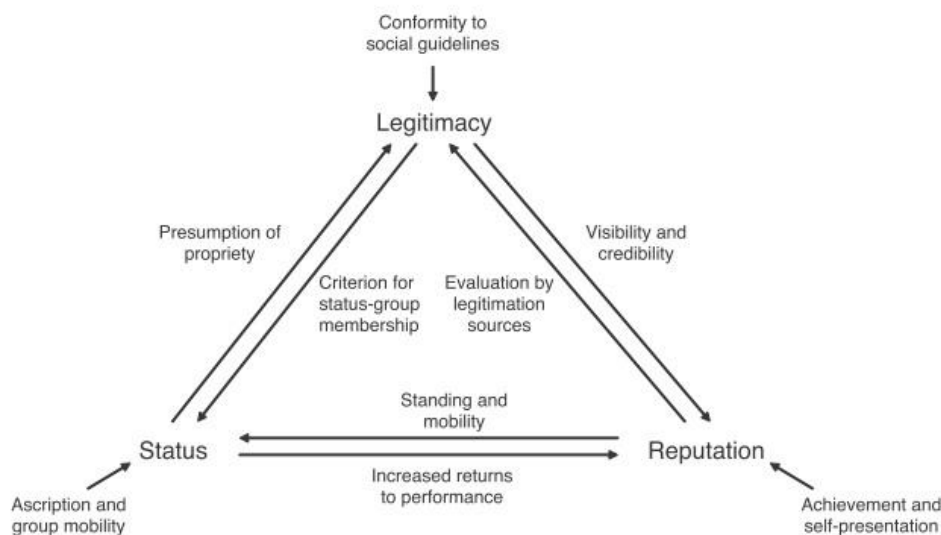 Conformity to
social guidelines
Legitimacy
Presumption of
propriety
Visibility and
credibility
Criterion for
status-group
membership
Evaluation by
legitimation
sources
Standing and
mobility
Status
Reputation
Increased returns
to performance
Ascription and
group mobility
Achievement and
self-presentation